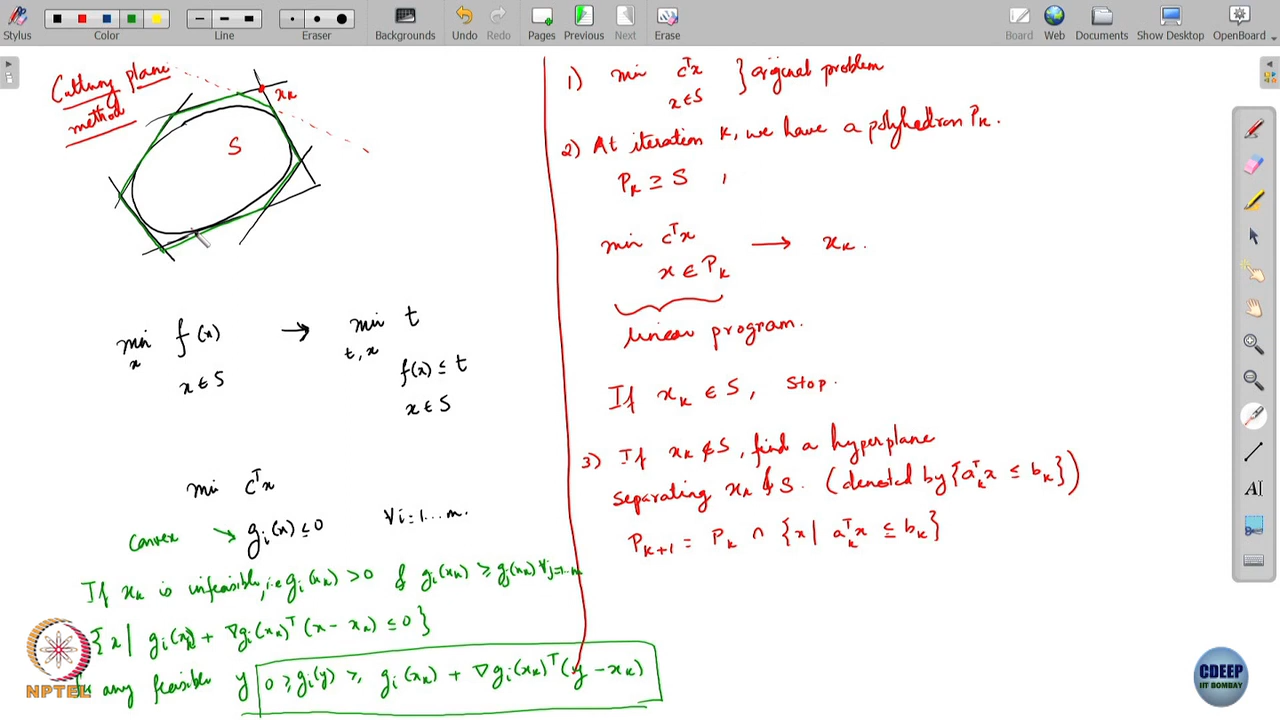 Stylus
Color
Line
Eraser
Backgrounds
Undo
Redo
Pages
Previous
Next
Erase
Board
Web
Documents
Show Desktop
OpenBoard
Cutting plane
method
S
xₖ
min f(x) → min t
x t, x
x ∈ S f(x) ≤ t
x ∈ S
min cᵀx
Convex → gᵢ(x) ≤ 0 ∀ i = 1...m.
If xₖ is infeasible, i.e gᵢ(xₖ) > 0 & gᵢ(xₖ) ≥ gⱼ(xₖ) ∀ j=1...m
{x | gᵢ(xₖ) + ∇gᵢ(xₖ)ᵀ (x − xₖ) ≤ 0}
any feasible y 0 ≥ gᵢ(y) ≥ gᵢ(xₖ) + ∇gᵢ(xₖ)ᵀ(y − xₖ)
1) min cᵀx } original problem
x ∈ S
2) At iteration k, we have a polyhedron Pₖ.
Pₖ ⊇ S ,
min cᵀx → xₖ.
x ∈ Pₖ
linear program.
If xₖ ∈ S, Stop.
3) If xₖ ∉ S, find a hyperplane
separating xₖ & S. (denoted by {aₖᵀx ≤ bₖ})
Pₖ₊₁ = Pₖ ∩ {x | aₖᵀx ≤ bₖ}
NPTEL
CDEEP
IIT BOMBAY